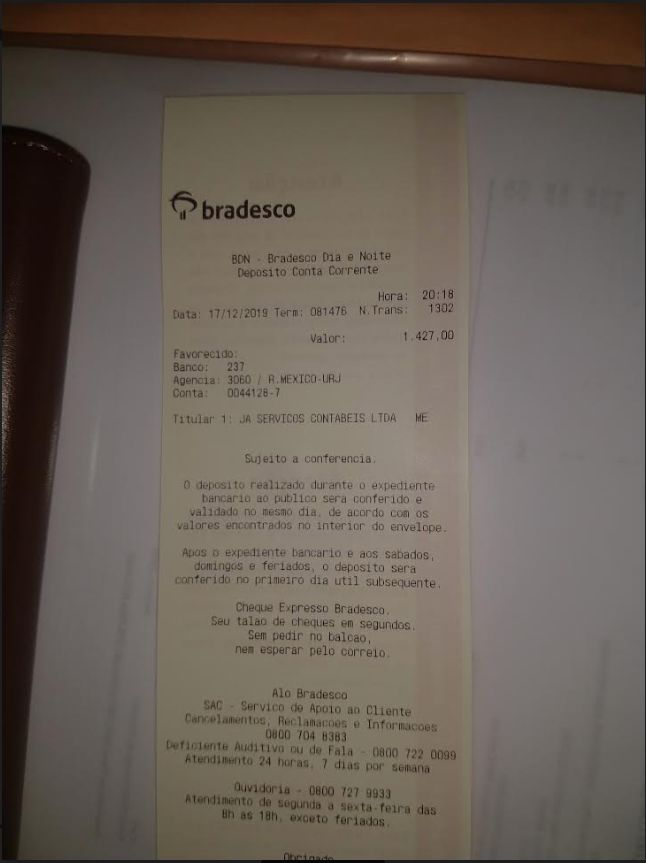 bradesco
BDN - Bradesco Dia e Noite
Deposito Conta Corrente
Hora: 20:18
Data: 17/12/2019 Term: 081476 N.Trans: 1302
Valor: 1.427,00
Favorecido:
Banco: 237
Agencia: 3060 / R.MEXICO-URJ
Conta: 0044128-7
Titular 1: JA SERVICOS CONTABEIS LTDA ME
Sujeito a conferencia.
O deposito realizado durante o expediente
bancario ao publico sera conferido e
validado no mesmo dia, de acordo com os
valores encontrados no interior do envelope.
Apos o expediente bancario e aos sabados,
domingos e feriados, o deposito sera
conferido no primeiro dia util subsequente.
Cheque Expresso Bradesco.
Seu talao de cheques em segundos.
Sem pedir no balcao,
nem esperar pelo correio.
Alo Bradesco
SAC - Servico de Apoio ao Cliente
Cancelamentos, Reclamacoes e Informacoes
0800 704 8383
Deficiente Auditivo ou de Fala - 0800 722 0099
Atendimento 24 horas, 7 dias por semana
Ouvidoria - 0800 727 9933
Atendimento de segunda a sexta-feira das
8h as 18h, exceto feriados.
Obrigado